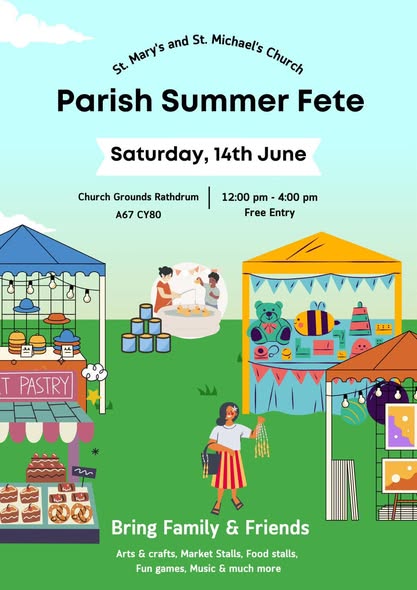 St. Mary's and St. Michael's Church
Parish Summer Fete
Saturday, 14th June
Church Grounds Rathdrum
A67 CY80
12:00 pm - 4:00 pm
Free Entry
T PASTRY
Bring Family & Friends
Arts & crafts, Market Stalls, Food stalls,
Fun games, Music & much more